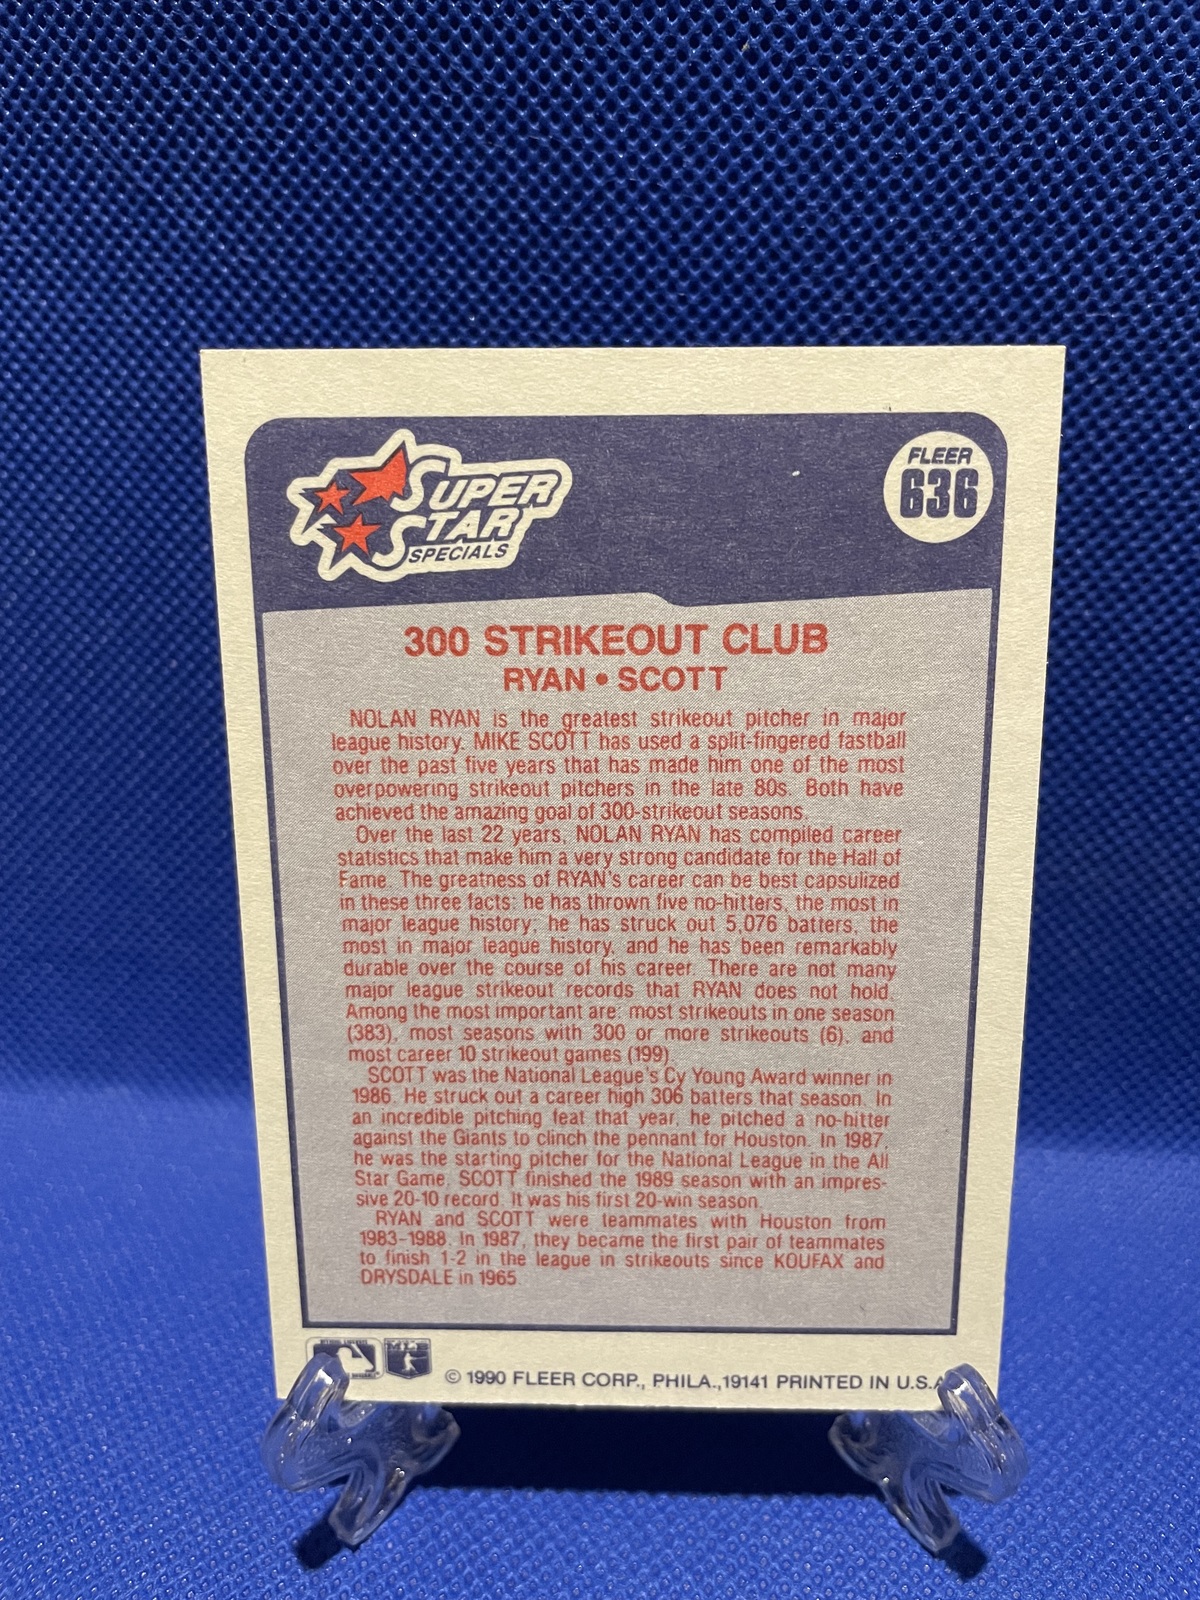 SUPER
STAR
SPECIALS
FLEER
636
300 STRIKEOUT CLUB
RYAN • SCOTT
NOLAN RYAN is the greatest strikeout pitcher in major
league history. MIKE SCOTT has used a split-fingered fastball
over the past five years that has made him one of the most
overpowering strikeout pitchers in the late 80s. Both have
achieved the amazing goal of 300-strikeout seasons.
Over the last 22 years, NOLAN RYAN has compiled career
statistics that make him a very strong candidate for the Hall of
Fame. The greatness of RYAN's career can be best capsulized
in these three facts: he has thrown five no-hitters, the most in
major league history; he has struck out 5,076 batters, the
most in major league history, and he has been remarkably
durable over the course of his career. There are not many
major league strikeout records that RYAN does not hold.
Among the most important are: most strikeouts in one season
(383), most seasons with 300 or more strikeouts (6), and
most career 10 strikeout games (199).
SCOTT was the National League's Cy Young Award winner in
1986. He struck out a career high 306 batters that season. In
an incredible pitching feat that year, he pitched a no-hitter
against the Giants to clinch the pennant for Houston. In 1987,
he was the starting pitcher for the National League in the All
Star Game. SCOTT finished the 1989 season with an impres-
sive 20-10 record. It was his first 20-win season.
RYAN and SCOTT were teammates with Houston from
1983-1988. In 1987, they became the first pair of teammates
to finish 1-2 in the league in strikeouts since KOUFAX and
DRYSDALE in 1965.
MLB
© 1990 FLEER CORP., PHILA.,19141 PRINTED IN U.S.A